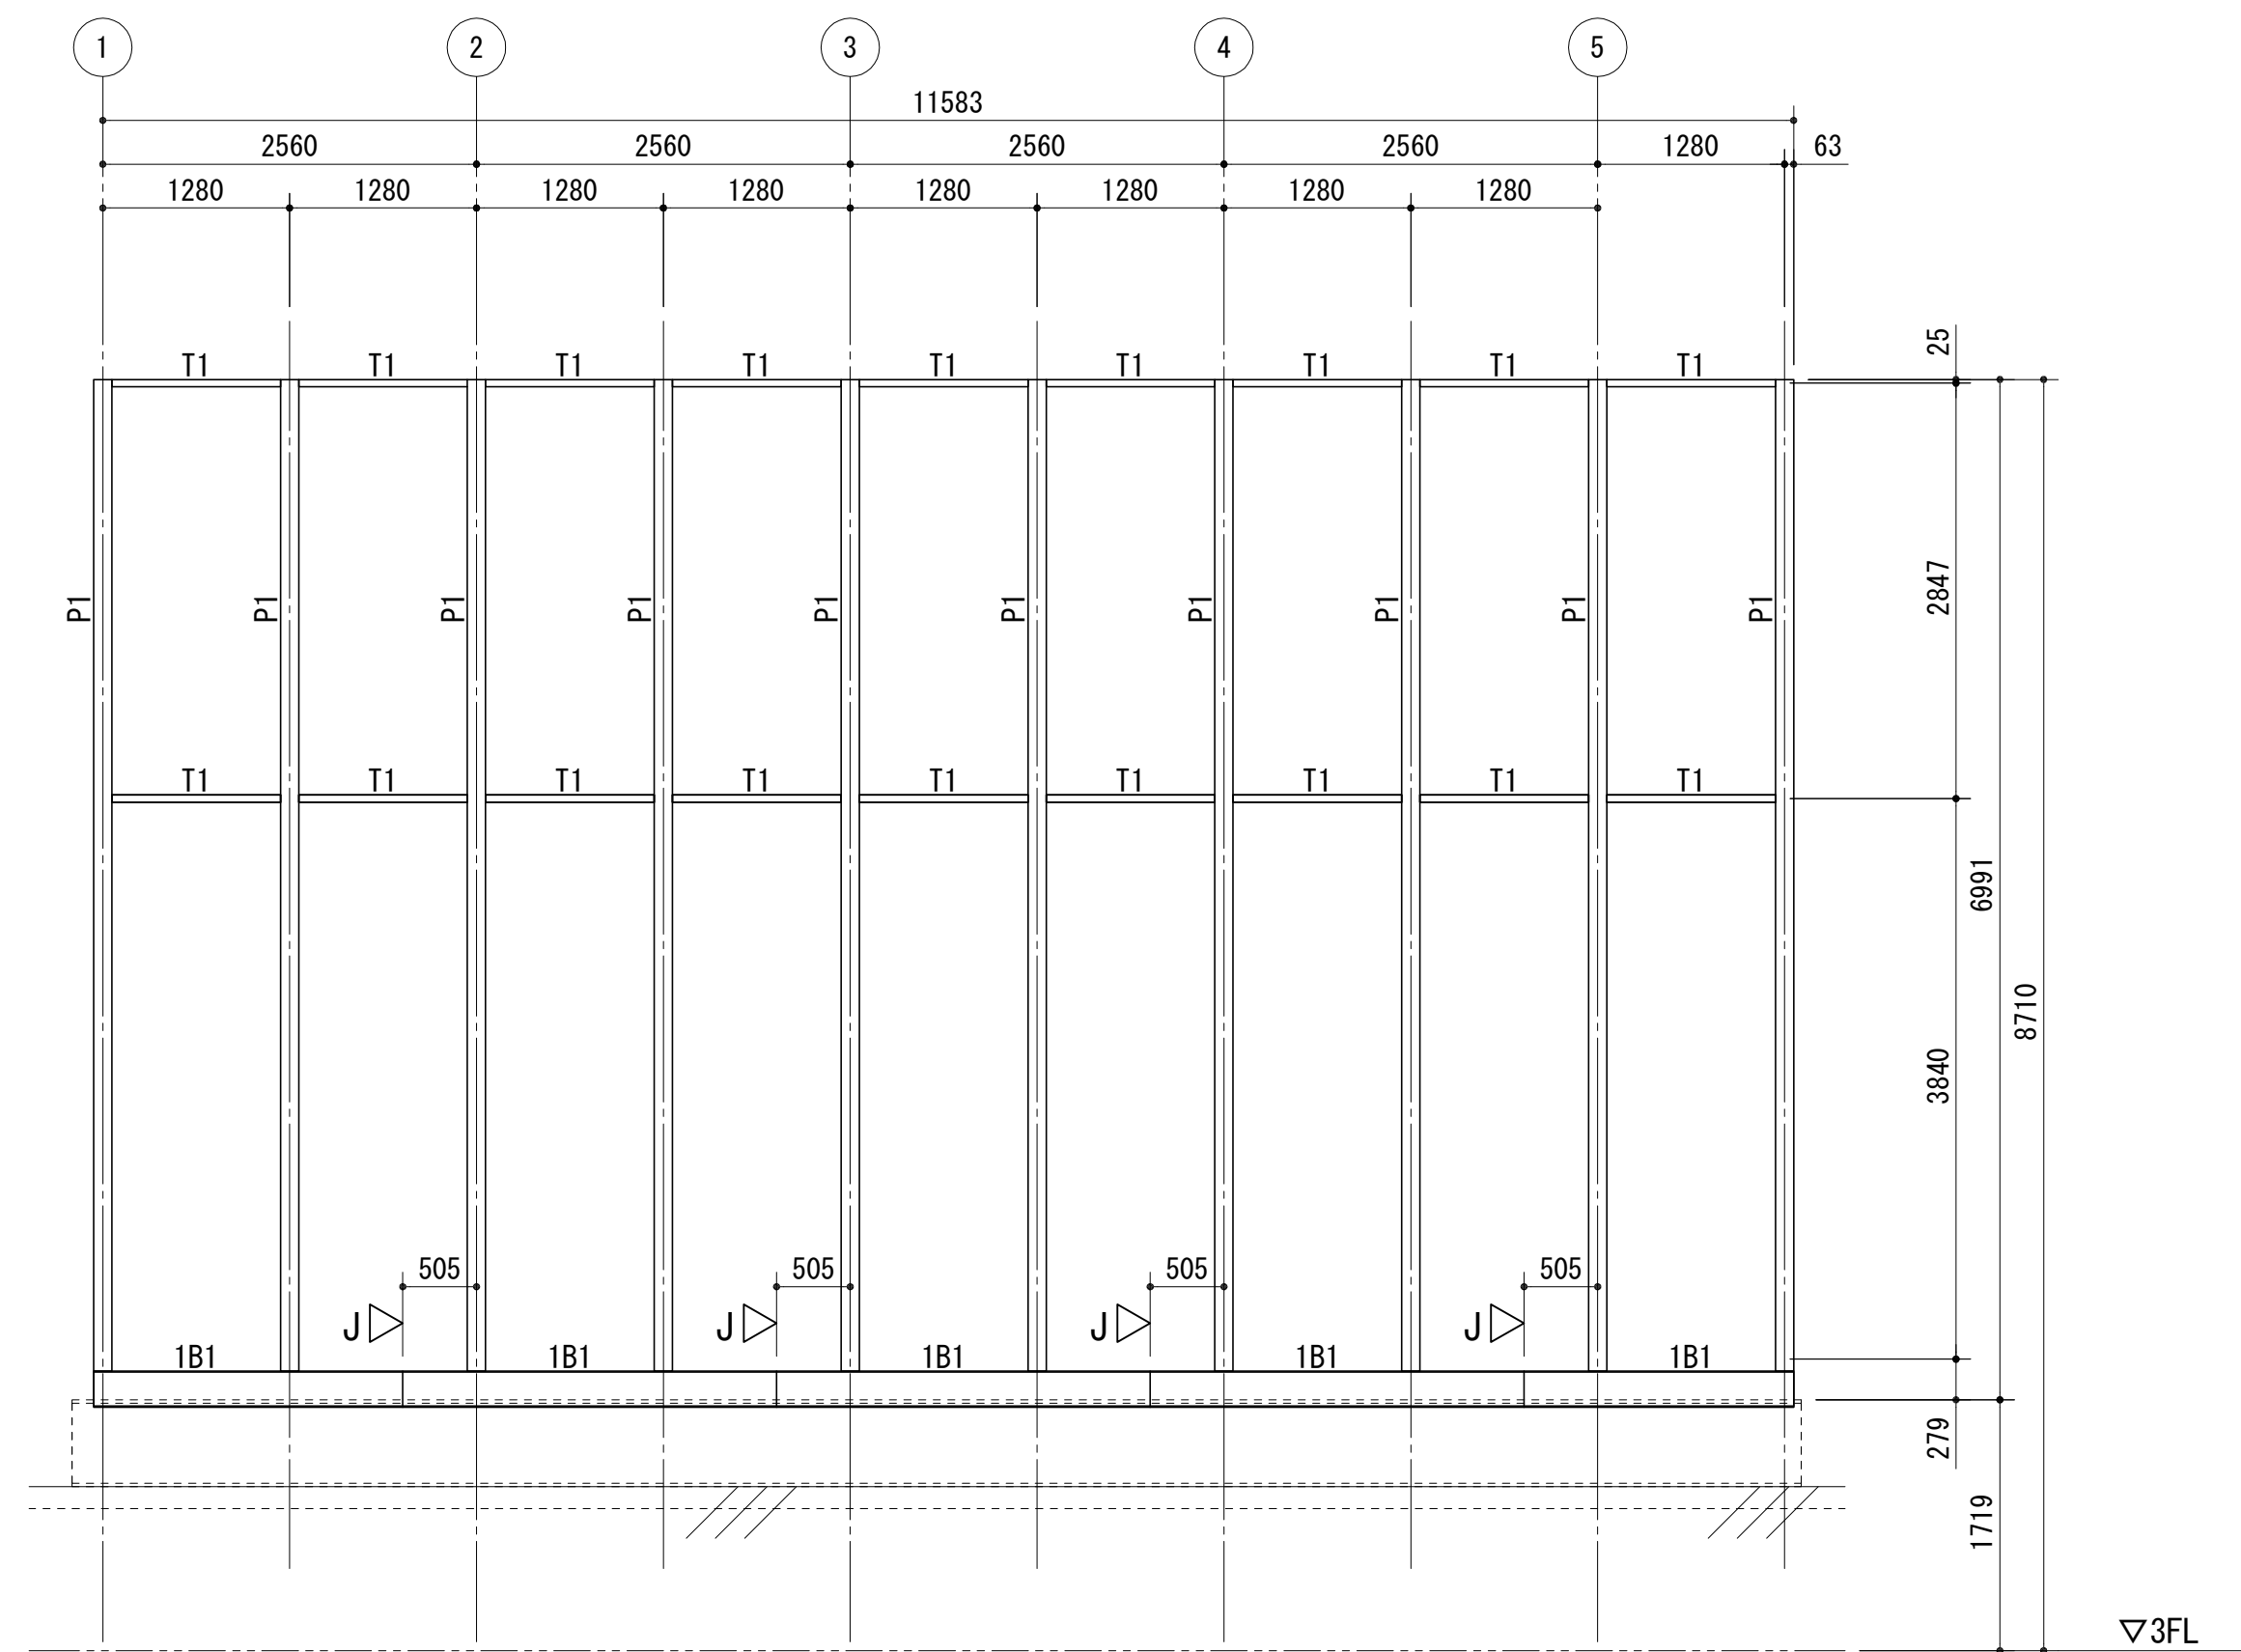 1 2 3 4 5
11583
2560 2560 2560 2560 1280 63
1280 1280 1280 1280 1280 1280 1280 1280
25
T1 T1 T1 T1 T1 T1 T1 T1 T1
2847
P1 P1 P1 P1 P1 P1 P1 P1 P1 P1
T1 T1 T1 T1 T1 T1 T1 T1 T1
6991
8710
3840
505 505 505 505
J J J J
1B1 1B1 1B1 1B1 1B1
279
1719
▽3FL